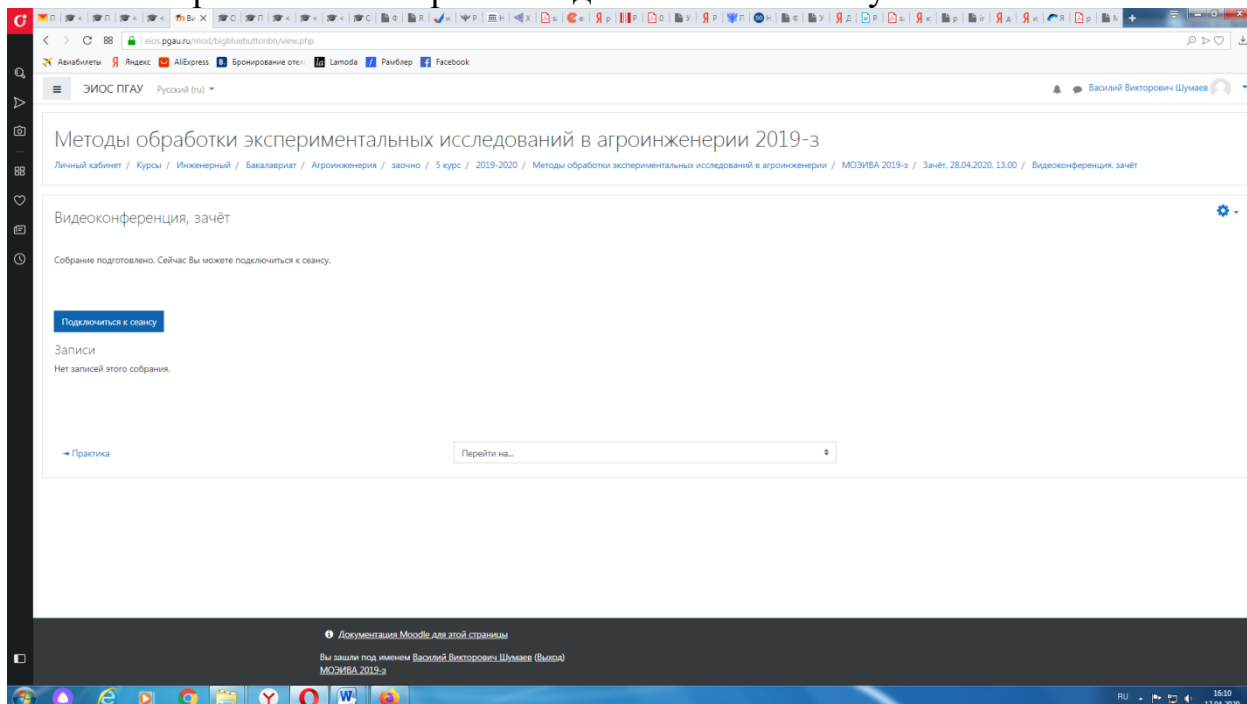 eios.pgau.ru/mod/bigbluebuttonbn/view.php
Авиабилеты Яндекс AliExpress Бронирование отел Lamoda Рамблер Facebook
ЭИОС ПГАУ Русский (ru) Василий Викторович Шумаев
Методы обработки экспериментальных исследований в агроинженерии 2019-з
Личный кабинет / Курсы / Инженерный / Бакалавриат / Агроинженерия / заочно / 5 курс / 2019-2020 / Методы обработки экспериментальных исследований в агроинженерии / МОЭИВА 2019-з / Зачёт, 28.04.2020, 13.00 / Видеоконференция, зачёт
Видеоконференция, зачёт
Собрание подготовлено. Сейчас Вы можете подключиться к сеансу.
Подключиться к сеансу
Записи
Нет записей этого собрания.
Практика Перейти на...
Документация Moodle для этой страницы
Вы зашли под именем Василий Викторович Шумаев (Выход)
МОЭИВА 2019-з
RU 16:10
17.04.2020